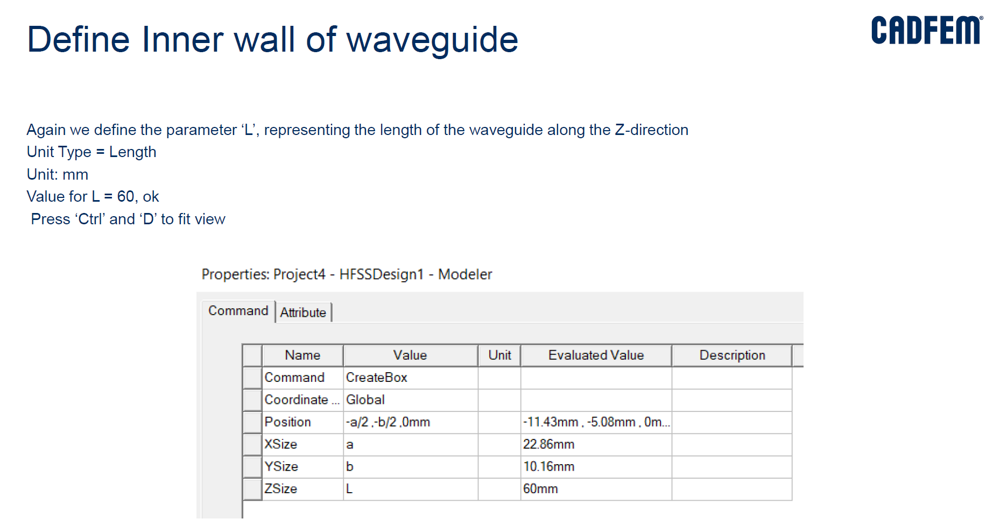 Define Inner wall of waveguide
CADFEM®
Again we define the parameter ‘L’, representing the length of the waveguide along the Z-direction
Unit Type = Length
Unit: mm
Value for L = 60, ok
Press ‘Ctrl’ and ‘D’ to fit view
Properties: Project4 - HFSSDesign1 - Modeler
Command Attribute
Name Value Unit Evaluated Value Description
Command CreateBox
Coordinate ... Global
Position -a/2 ,-b/2 ,0mm -11.43mm , -5.08mm , 0m...
XSize a 22.86mm
YSize b 10.16mm
ZSize L 60mm